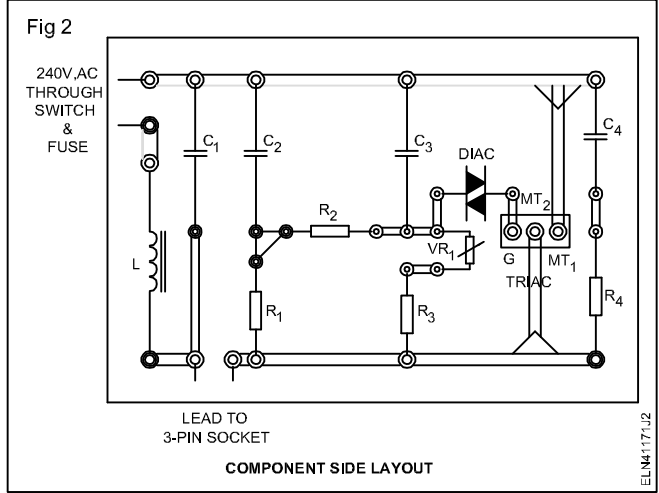 Fig 2
240V,AC
THROUGH
SWITCH
&
FUSE
C1
C2
C3
C4
DIAC
MT2
R2
VR1
G
MT1
TRIAC
L
R1
R3
R4
LEAD TO
3-PIN SOCKET
COMPONENT SIDE LAYOUT
ELN41171J2